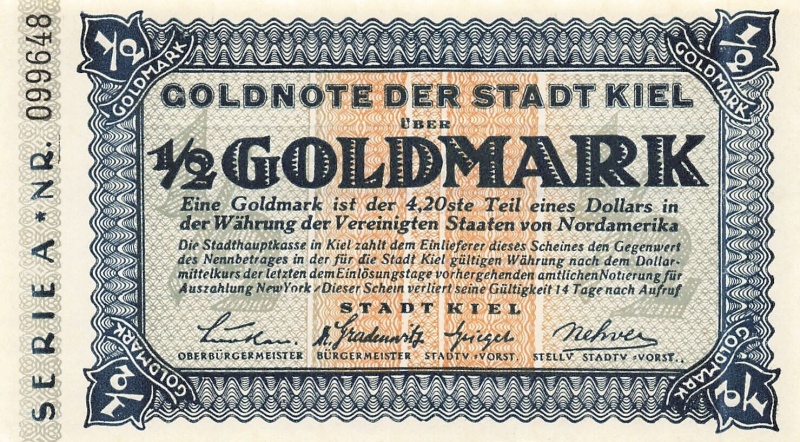 SERIE A * NR. 099648
1/2 GOLDMARK
1/2 GOLDMARK
GOLDNOTE DER STADT KIEL
ÜBER
1/2 GOLDMARK
Eine Goldmark ist der 4,20ste Teil eines Dollars in
der Währung der Vereinigten Staaten von Nordamerika
Die Stadthauptkasse in Kiel zahlt dem Einlieferer dieses Scheines den Gegenwert
des Nennbetrages in der für die Stadt Kiel gültigen Währung nach dem Dollar-
mittelkurs der letzten dem Einlösungstage vorhergehenden amtlichen Notierung für
Auszahlung New York / Dieser Schein verliert seine Gültigkeit 14 Tage nach Aufruf
STADT KIEL
Lueken M. Gradenwitz Spiegel
OBERBÜRGERMEISTER BÜRGERMEISTER STADTV = VORST. STELLV STADTV = VORST.
1/2 GOLDMARK
1/2 GOLDMARK